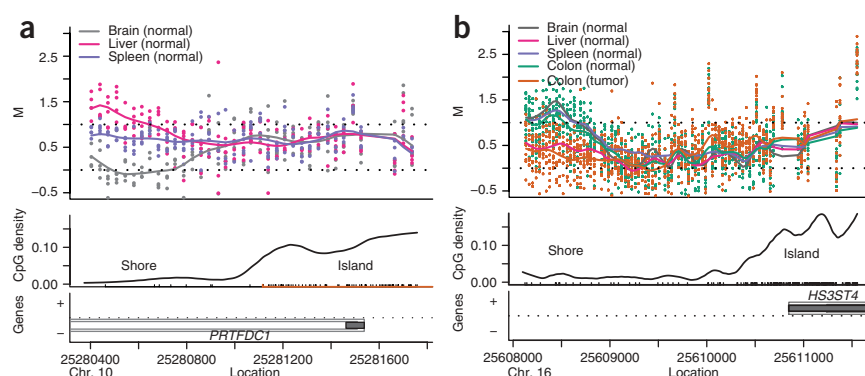 a
Brain (normal)
Liver (normal)
Spleen (normal)
2.5
1.5
0.5
−0.5
M
0.10
0.00
CpG density
Shore
Island
Genes
+
−
PRTFDC1
25280400 25280800 25281200 25281600
Chr. 10 Location
b
Brain (normal
Liver (normal)
Spleen (normal)
Colon (normal)
Colon (tumor)
2.5
1.5
0.5
−0.5
M
0.10
0.00
CpG density
Shore
Island
Genes
+
−
HS3ST4
25608000 25609000 25610000 25611000
Chr. 16 Location